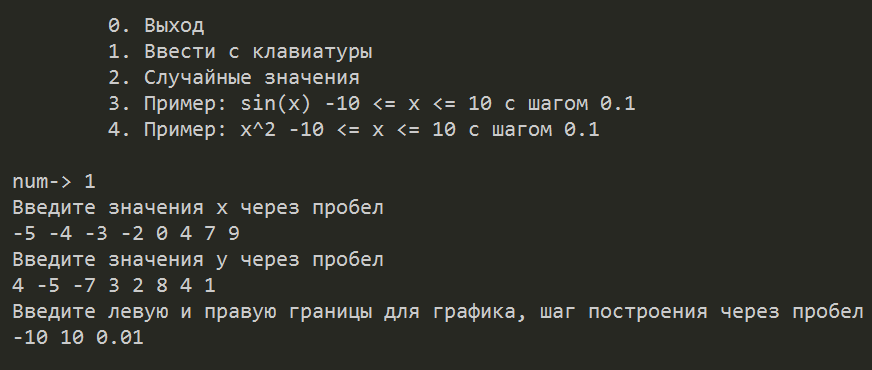 0. Выход
1. Ввести с клавиатуры
2. Случайные значения
3. Пример: sin(x) -10 <= x <= 10 с шагом 0.1
4. Пример: x^2 -10 <= x <= 10 с шагом 0.1
num-> 1
Введите значения x через пробел
-5 -4 -3 -2 0 4 7 9
Введите значения y через пробел
4 -5 -7 3 2 8 4 1
Введите левую и правую границы для графика, шаг построения через пробел
-10 10 0.01